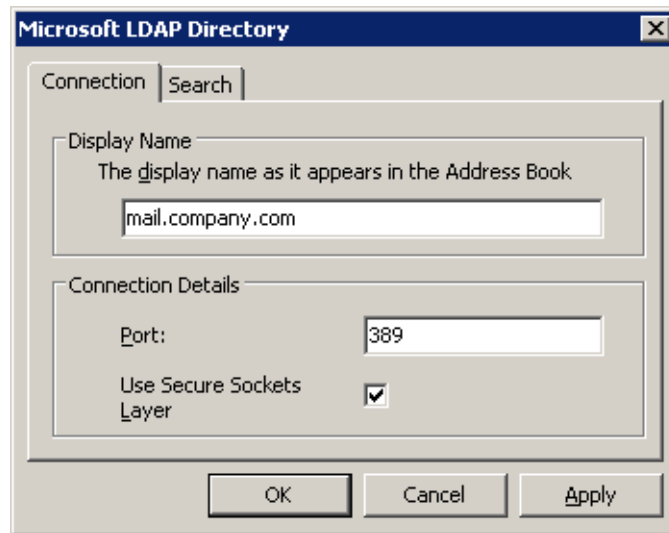 Microsoft LDAP Directory
Connection
Search
Display Name
The display name as it appears in the Address Book
mail.company.com
Connection Details
Port:
389
Use Secure Sockets
Layer
OK
Cancel
Apply